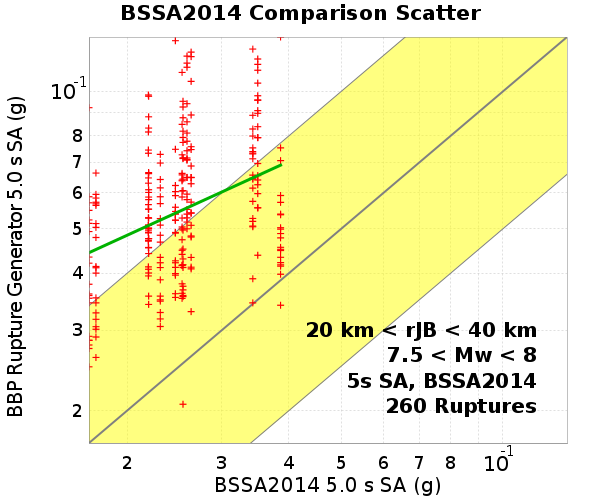 BSSA2014 Comparison Scatter
BBP Rupture Generator 5.0 s SA (g)
10⁻¹
8
7
6
5
4
3
2
20 km < rJB < 40 km
7.5 < Mw < 8
5s SA, BSSA2014
260 Ruptures
2 3 4 5 6 7 8 10⁻¹
BSSA2014 5.0 s SA (g)